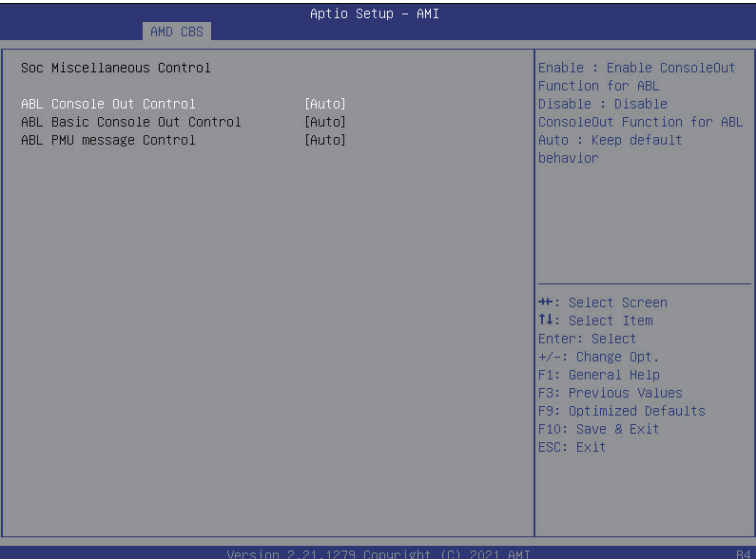 Aptio Setup – AMI
AMD CBS
Soc Miscellaneous Control
ABL Console Out Control [Auto]
ABL Basic Console Out Control [Auto]
ABL PMU message Control [Auto]
Enable : Enable ConsoleOut
Function for ABL
Disable : Disable
ConsoleOut Function for ABL
Auto : Keep default
behavior
→←: Select Screen
↑↓: Select Item
Enter: Select
+/-: Change Opt.
F1: General Help
F3: Previous Values
F9: Optimized Defaults
F10: Save & Exit
ESC: Exit
Version 2.21.1279 Copyright (C) 2021 AMI
B4